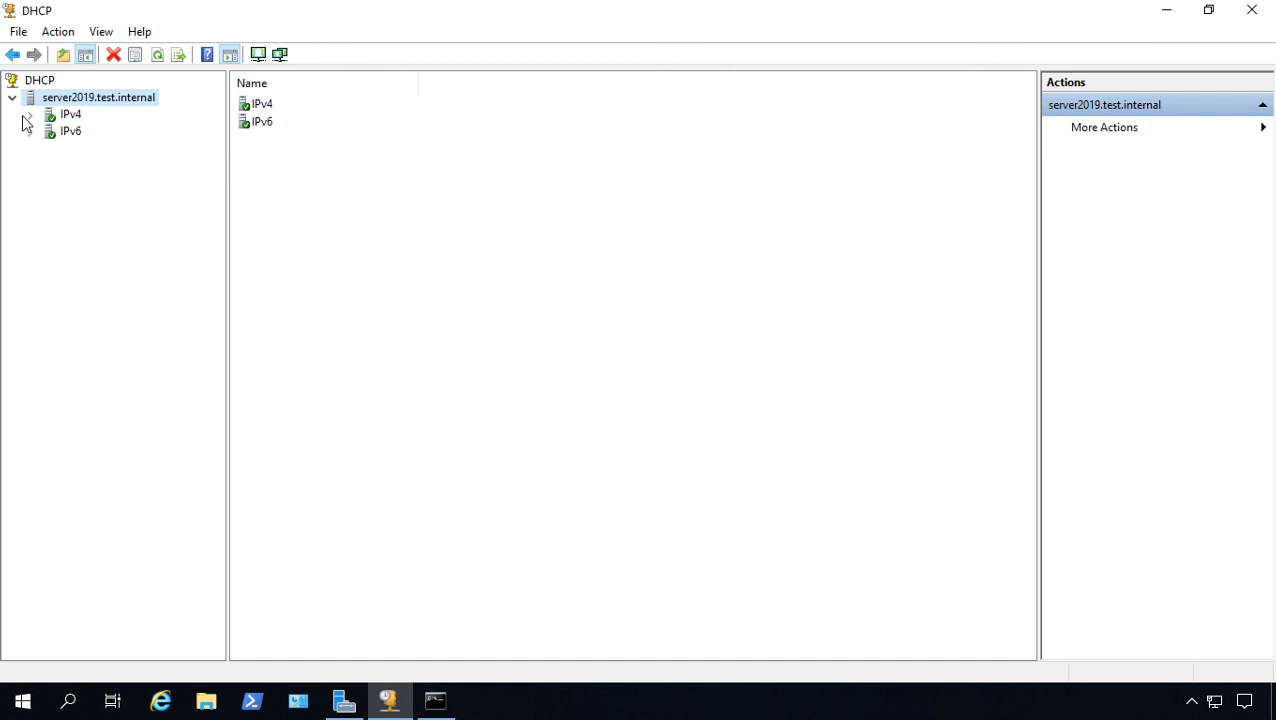 DHCP
File Action View Help
DHCP
server2019.test.internal
IPv4
IPv6
Name
IPv4
IPv6
Actions
server2019.test.internal
More Actions